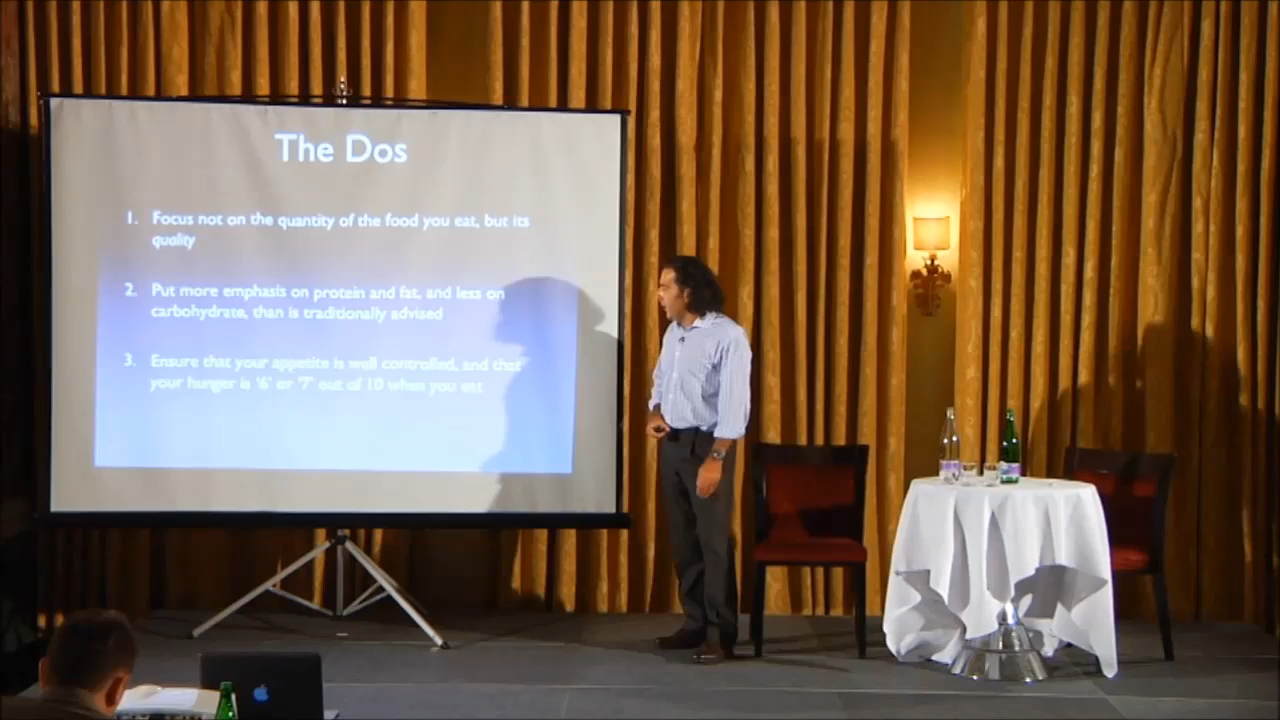 The Dos
1. Focus not on the quantity of the food you eat, but its
quality
2. Put more emphasis on protein and fat, and less on
carbohydrate, than is traditionally advised
3. Ensure that your appetite is well controlled, and that
your hunger is '6' or '7' out of 10 when you eat